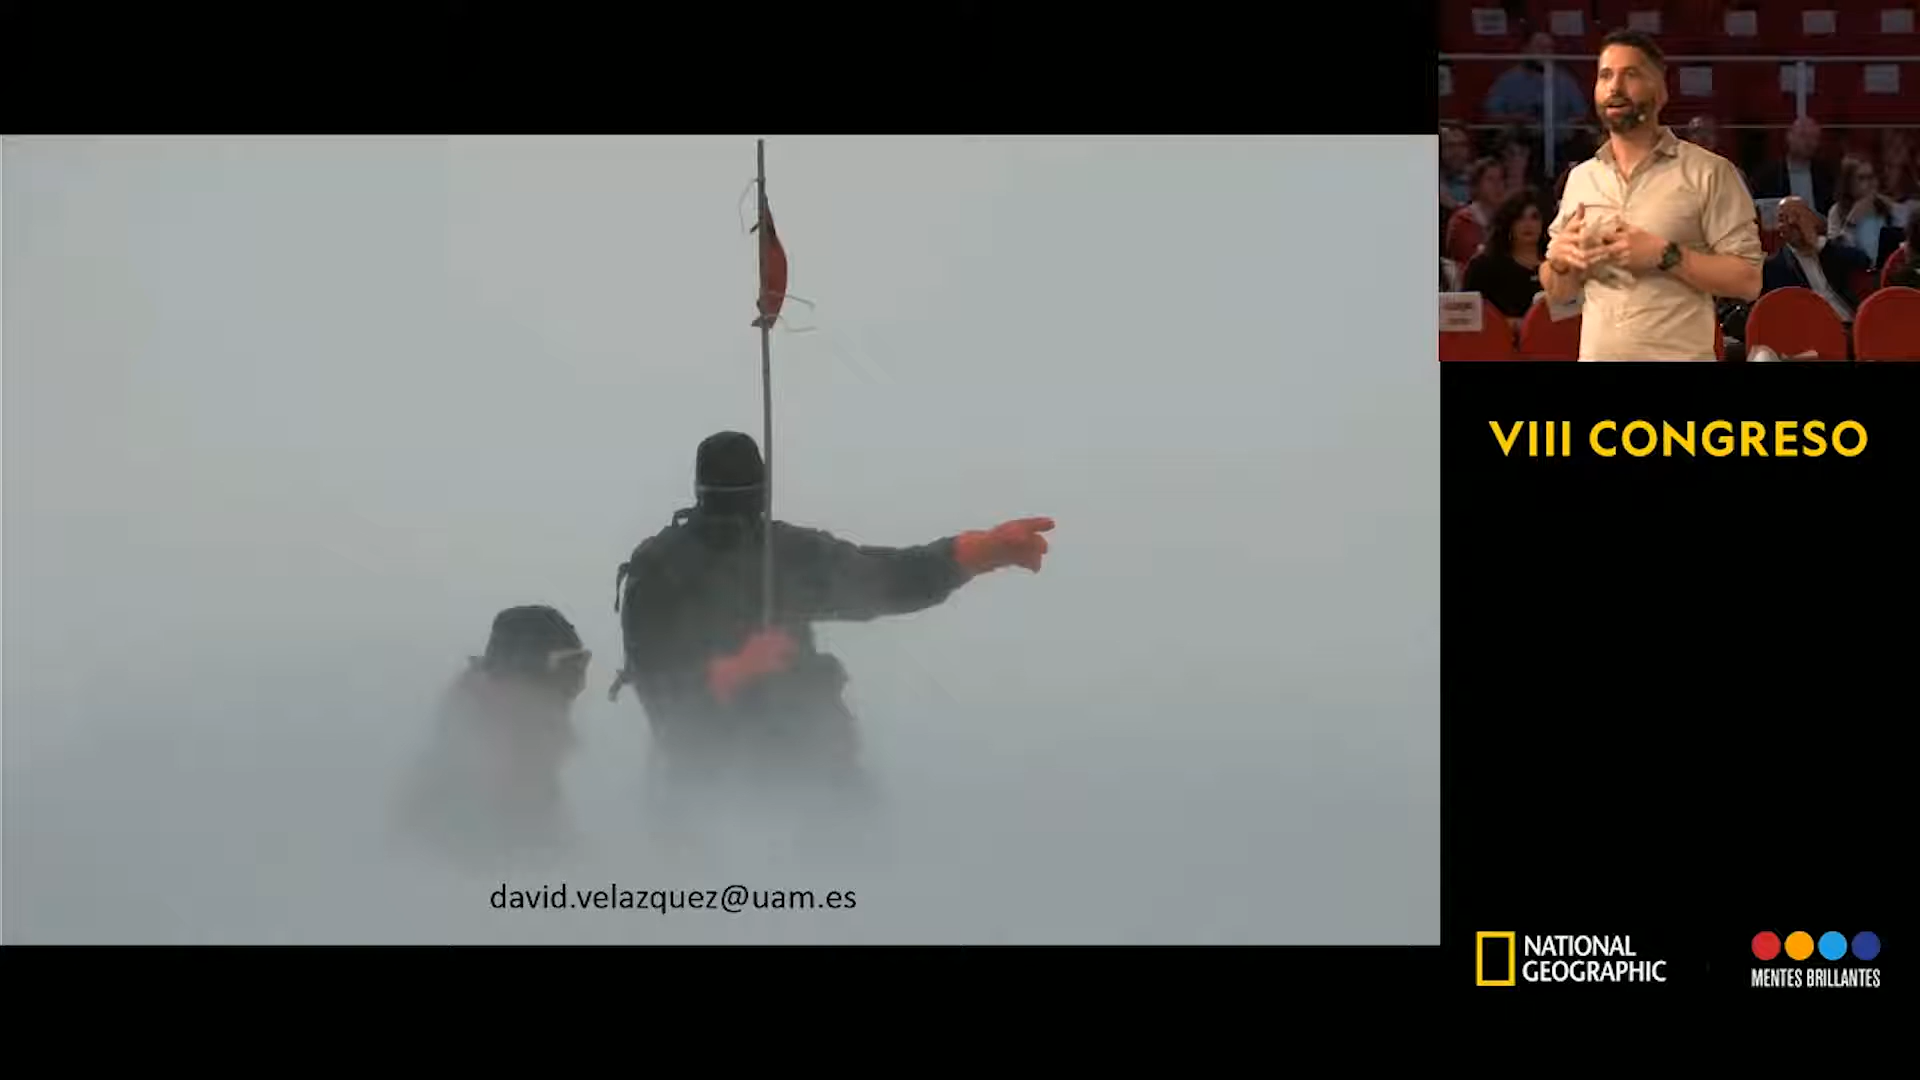 david.velazquez@uam.es
VIII CONGRESO
NATIONAL
GEOGRAPHIC
MENTES BRILLANTES